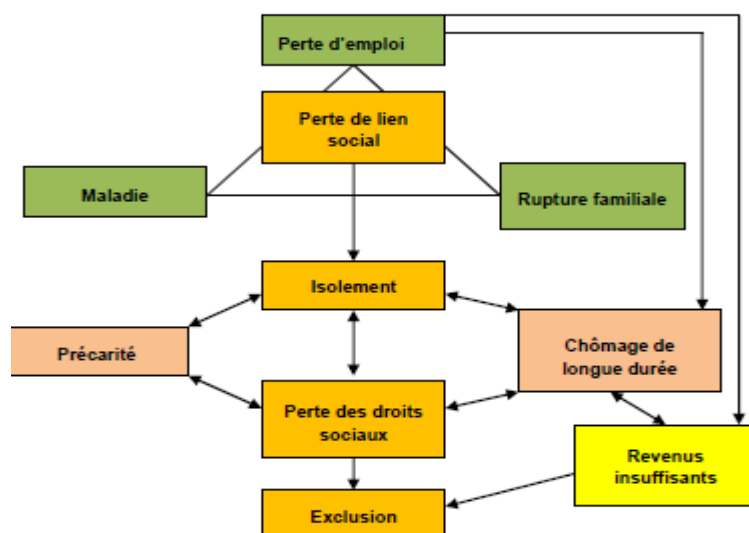 Perte d'emploi
Perte de lien
social
Maladie
Rupture familiale
Isolement
Précarité
Chômage de
longue durée
Perte des droits
sociaux
Revenus
insuffisants
Exclusion